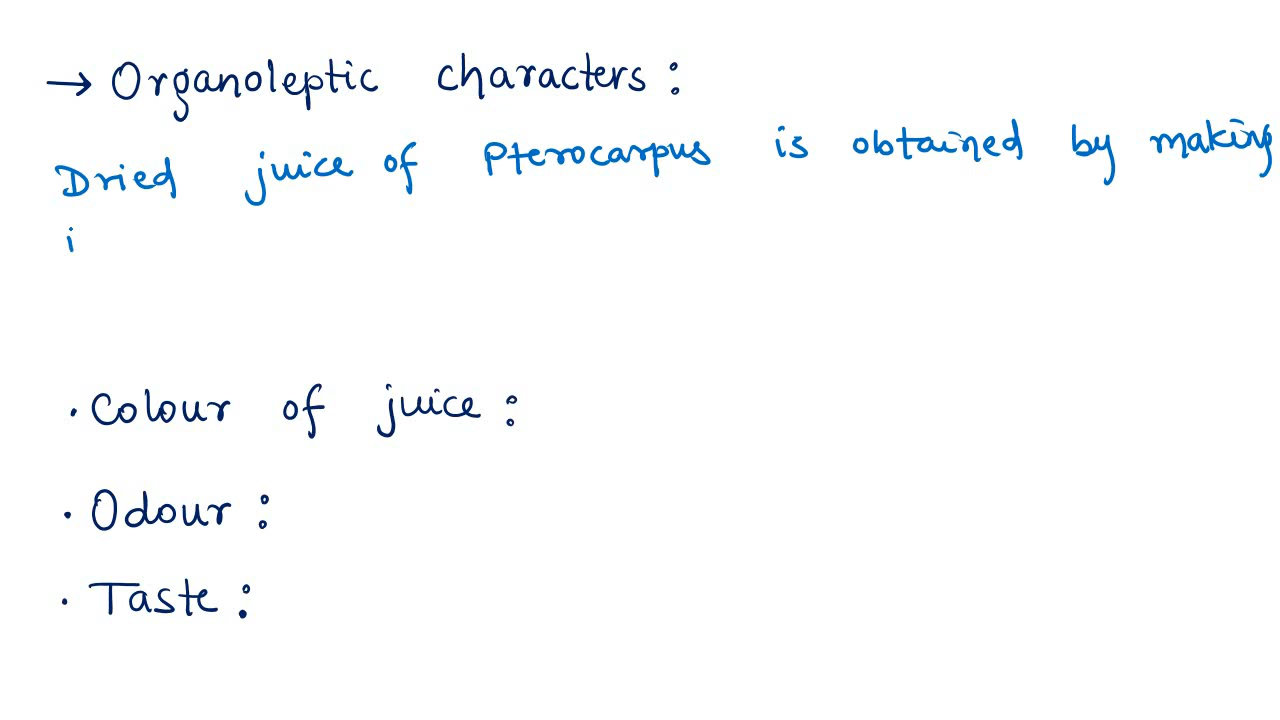 → Organoleptic characters:
Dried juice of Pterocarpus is obtained by making
i
. Colour of juice:
. Odour:
. Taste: